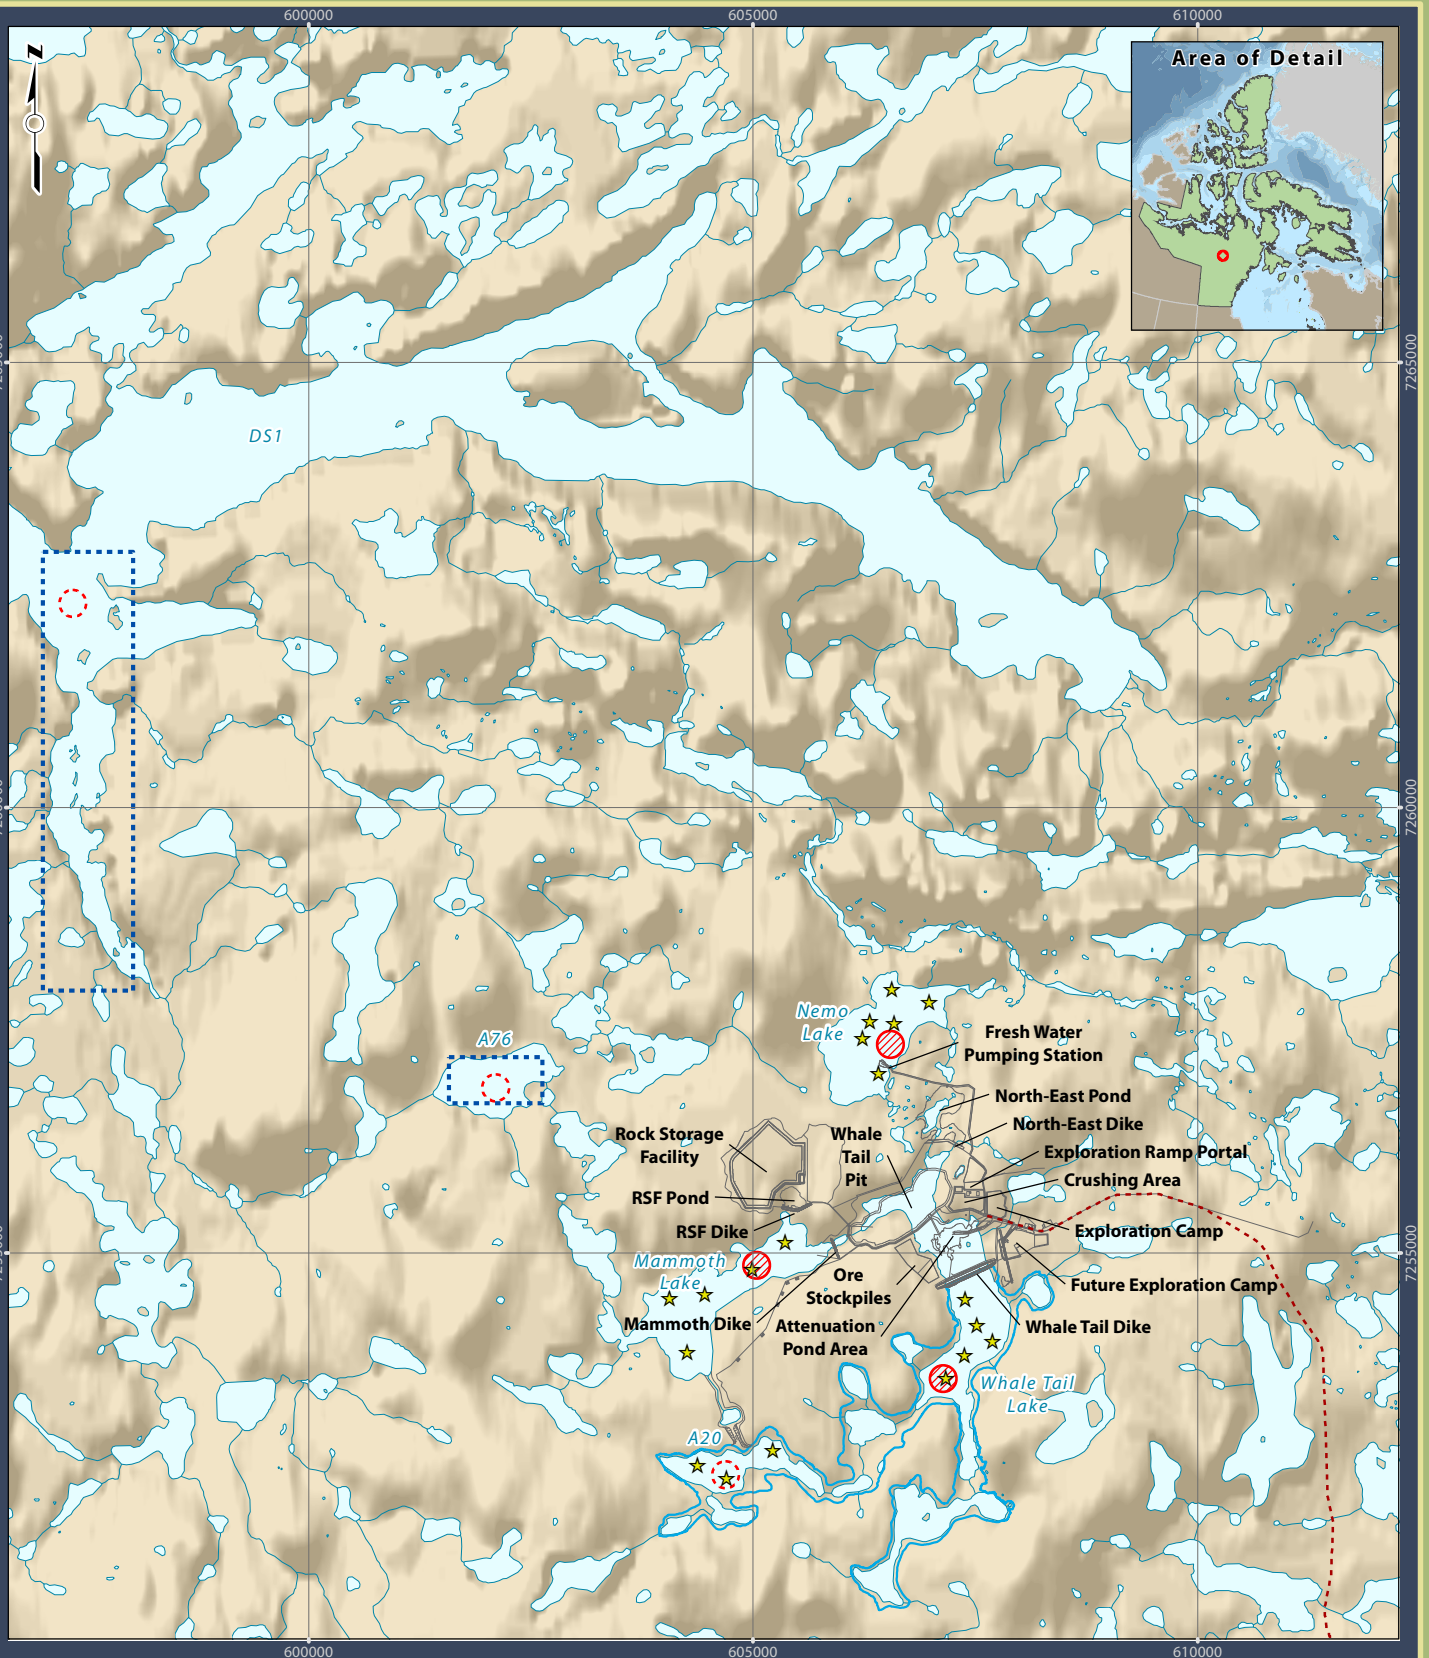 600000
605000
610000
N
Area of Detail
7265000
DS1
7260000
Nemo
Lake
Fresh Water
Pumping Station
A76
North-East Pond
North-East Dike
Rock Storage
Facility
Whale
Tail
Pit
Exploration Ramp Portal
Crushing Area
RSF Pond
RSF Dike
Exploration Camp
Mammoth
Lake
7255000
Ore
Stockpiles
Future Exploration Camp
Mammoth Dike
Attenuation
Pond Area
Whale Tail Dike
Whale Tail
Lake
A20
600000
605000
610000